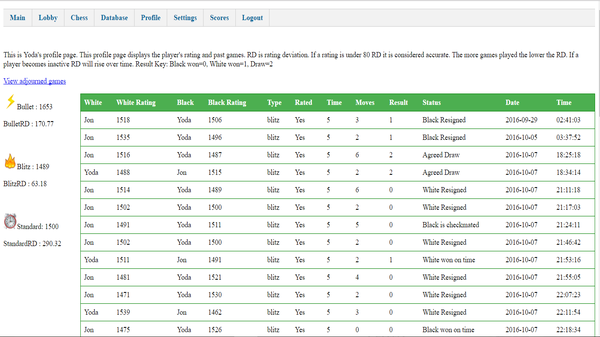 Main Lobby Chess Database Profile Settings Scores Logout
This is Yoda's profile page. This profile page displays the player's rating and past games. RD is rating deviation. If a rating is under 80 RD it is considered accurate. The more games played the lower the RD. If a
player becomes inactive RD will rise over time. Result Key: Black won=0, White won=1, Draw=2
View adjourned games
Bullet : 1653
BulletRD : 170.77
Blitz : 1489
BlitzRD : 63.18
Standard: 1500
StandardRD : 290.32
White White Rating Black Black Rating Type Rated Time Moves Result Status Date Time
Jon 1518 Yoda 1506 blitz Yes 5 3 1 Black Resigned 2016-09-29 02:41:03
Jon 1535 Yoda 1496 blitz Yes 5 2 1 Black Resigned 2016-10-05 03:37:52
Jon 1516 Yoda 1487 blitz Yes 5 6 2 Agreed Draw 2016-10-07 18:25:18
Yoda 1488 Jon 1515 blitz Yes 5 2 2 Agreed Draw 2016-10-07 18:34:14
Jon 1514 Yoda 1489 blitz Yes 5 6 0 White Resigned 2016-10-07 21:11:18
Jon 1502 Yoda 1500 blitz Yes 5 2 0 White Resigned 2016-10-07 21:17:03
Jon 1491 Yoda 1511 blitz Yes 5 5 0 Black is checkmated 2016-10-07 21:24:11
Jon 1502 Yoda 1500 blitz Yes 5 2 0 White Resigned 2016-10-07 21:46:42
Yoda 1511 Jon 1491 blitz Yes 5 2 1 White won on time 2016-10-07 21:53:16
Jon 1481 Yoda 1521 blitz Yes 5 4 0 White Resigned 2016-10-07 21:55:05
Jon 1471 Yoda 1530 blitz Yes 5 2 0 White Resigned 2016-10-07 22:07:23
Yoda 1539 Jon 1462 blitz Yes 5 3 0 White Resigned 2016-10-07 22:11:54
Jon 1475 Yoda 1526 blitz Yes 5 0 0 Black won on time 2016-10-07 22:18:34